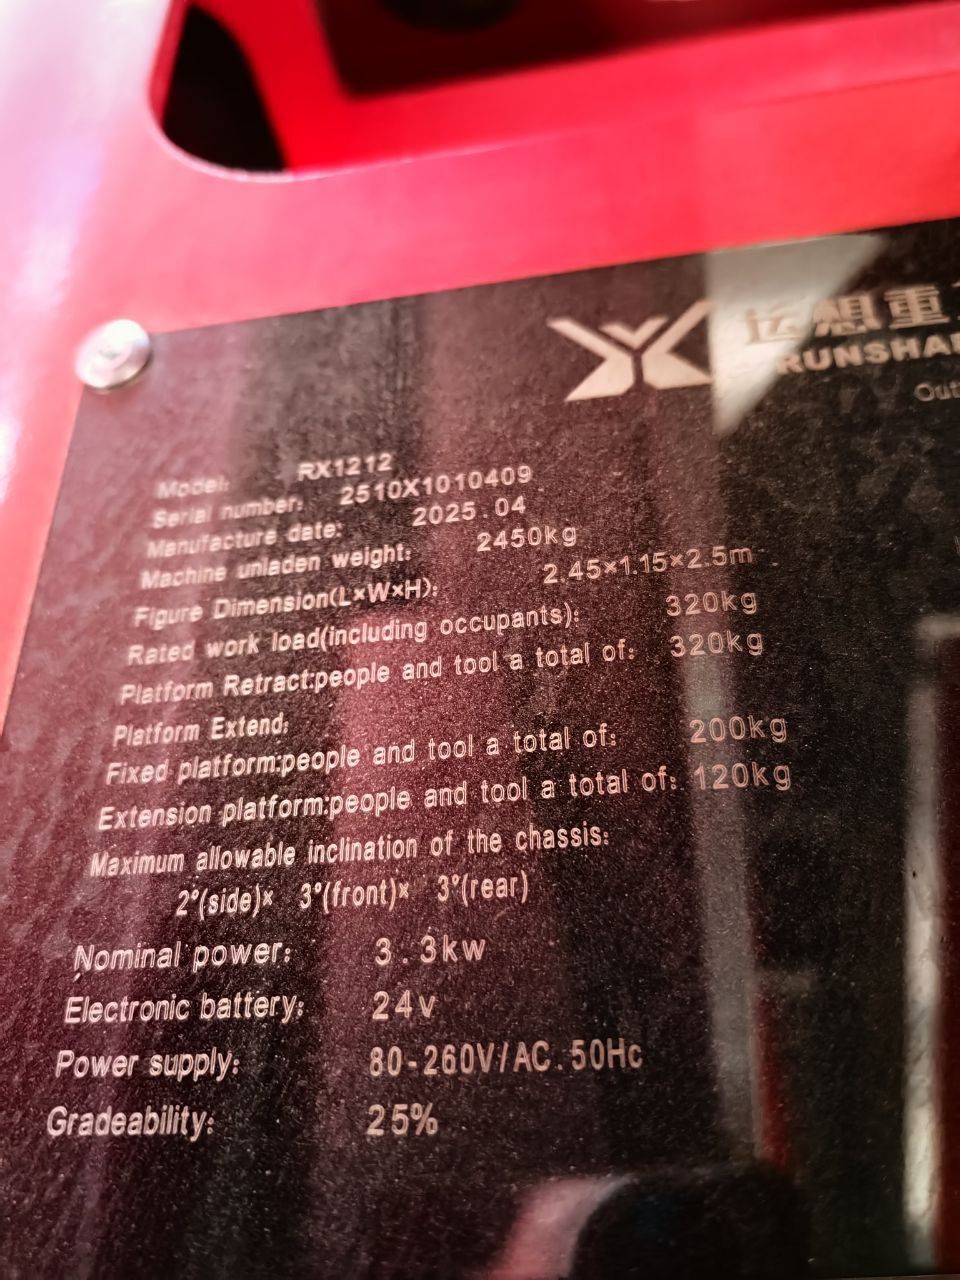 运想重
RUNSHA
Out
Model: RX1212
Serial number: 2510X1010409
Manufacture date: 2025.04
Machine unladen weight: 2450kg
Figure Dimension(L×W×H): 2.45×1.15×2.5m
Rated work load(including occupants): 320kg
Platform Retract:people and tool a total of: 320kg
Platform Extend:
Fixed platform:people and tool a total of: 200kg
Extension platform:people and tool a total of: 120kg
Maximum allowable inclination of the chassis:
2°(side)× 3°(front)× 3°(rear)
Nominal power: 3.3kw
Electronic battery: 24v
Power supply: 80-260V/AC.50Hc
Gradeability: 25%